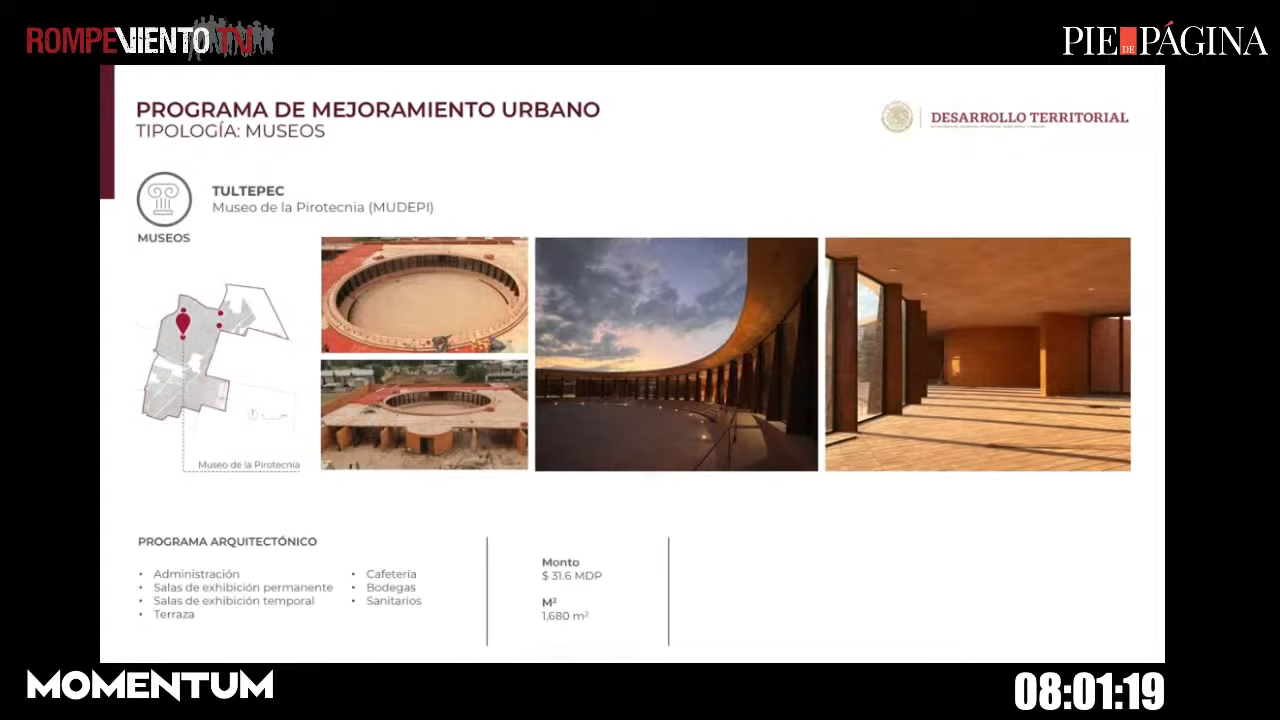 ROMPEVIENTO TV
PIE DE PÁGINA
PROGRAMA DE MEJORAMIENTO URBANO
TIPOLOGÍA: MUSEOS
DESARROLLO TERRITORIAL
TULTEPEC
Museo de la Pirotecnia (MUDEPI)
MUSEOS
Museo de la Pirotecnia
PROGRAMA ARQUITECTÓNICO
• Administración
• Salas de exhibición permanente
• Salas de exhibición temporal
• Terraza
• Cafetería
• Bodegas
• Sanitarios
Monto
$ 31.6 MDP
M²
1,680 m²
MOMENTUM
08:01:19